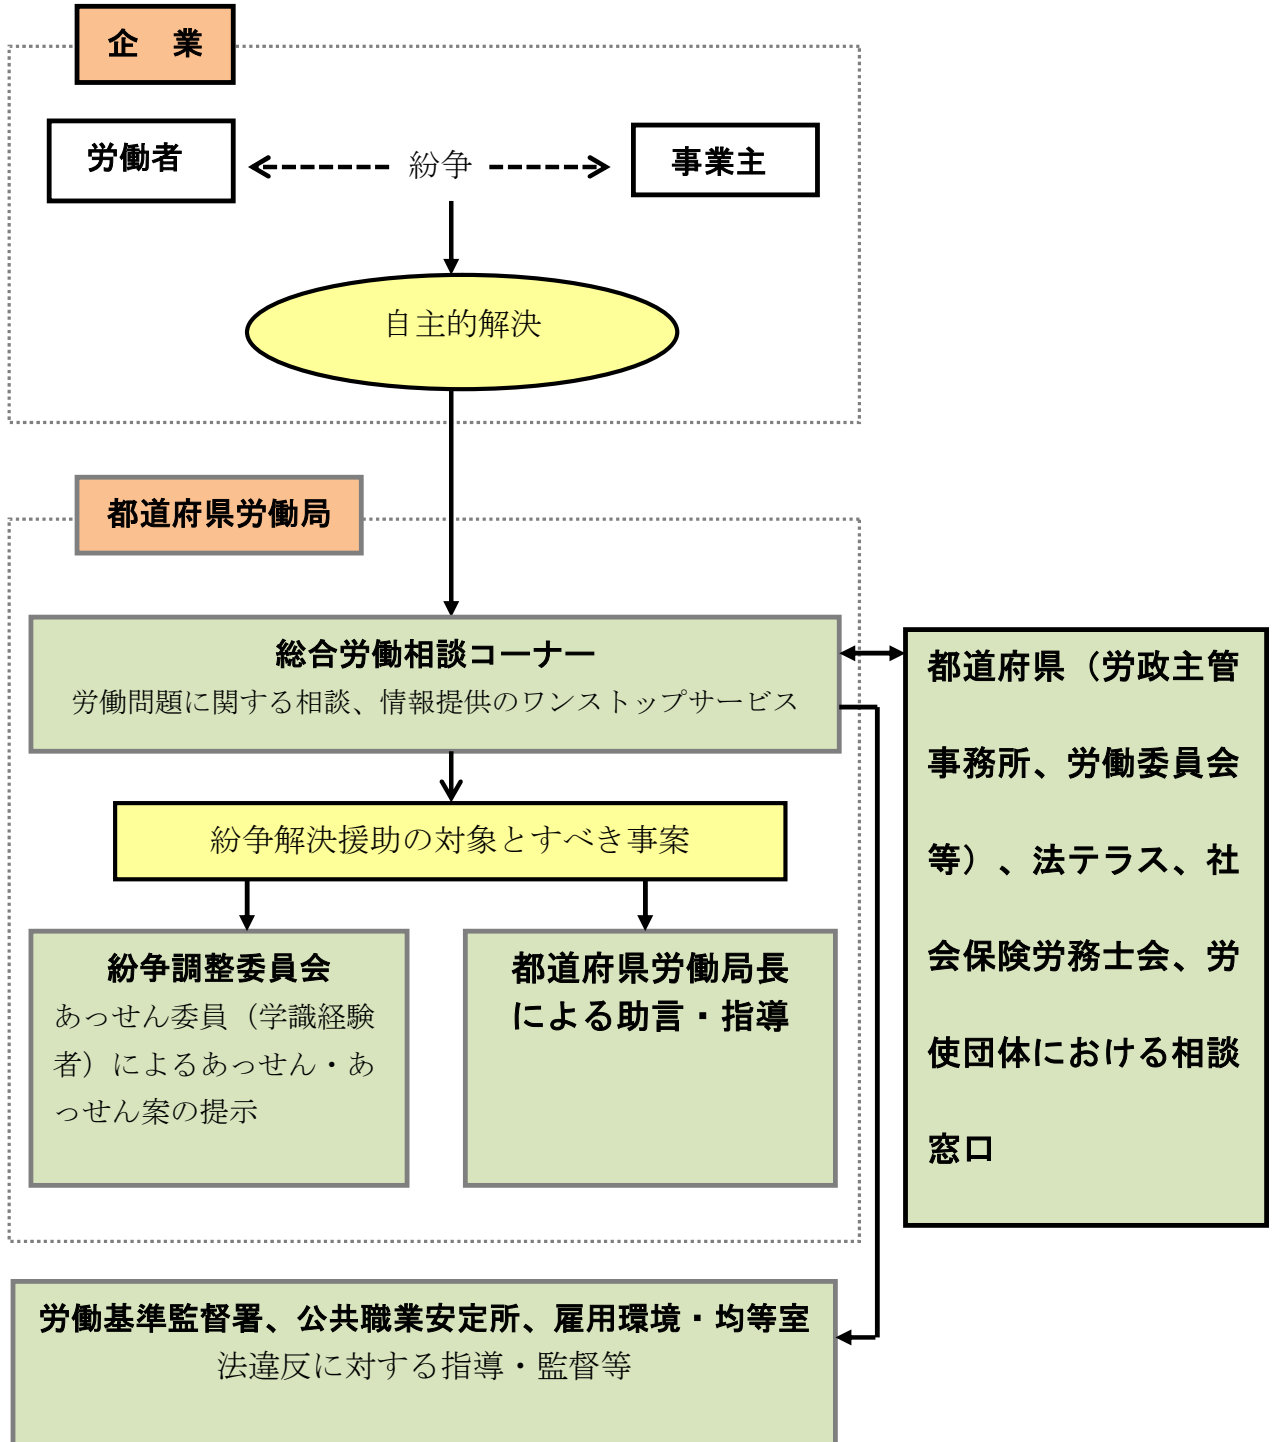 企　業
労働者
紛争
事業主
自主的解決
都道府県労働局
総合労働相談コーナー
労働問題に関する相談、情報提供のワンストップサービス
紛争解決援助の対象とすべき事案
紛争調整委員会
あっせん委員（学識経験
者）によるあっせん・あ
っせん案の提示
都道府県労働局長
による助言・指導
都道府県（労政主管
事務所、労働委員会
等）、法テラス、社
会保険労務士会、労
使団体における相談
窓口
労働基準監督署、公共職業安定所、雇用環境・均等室
法違反に対する指導・監督等